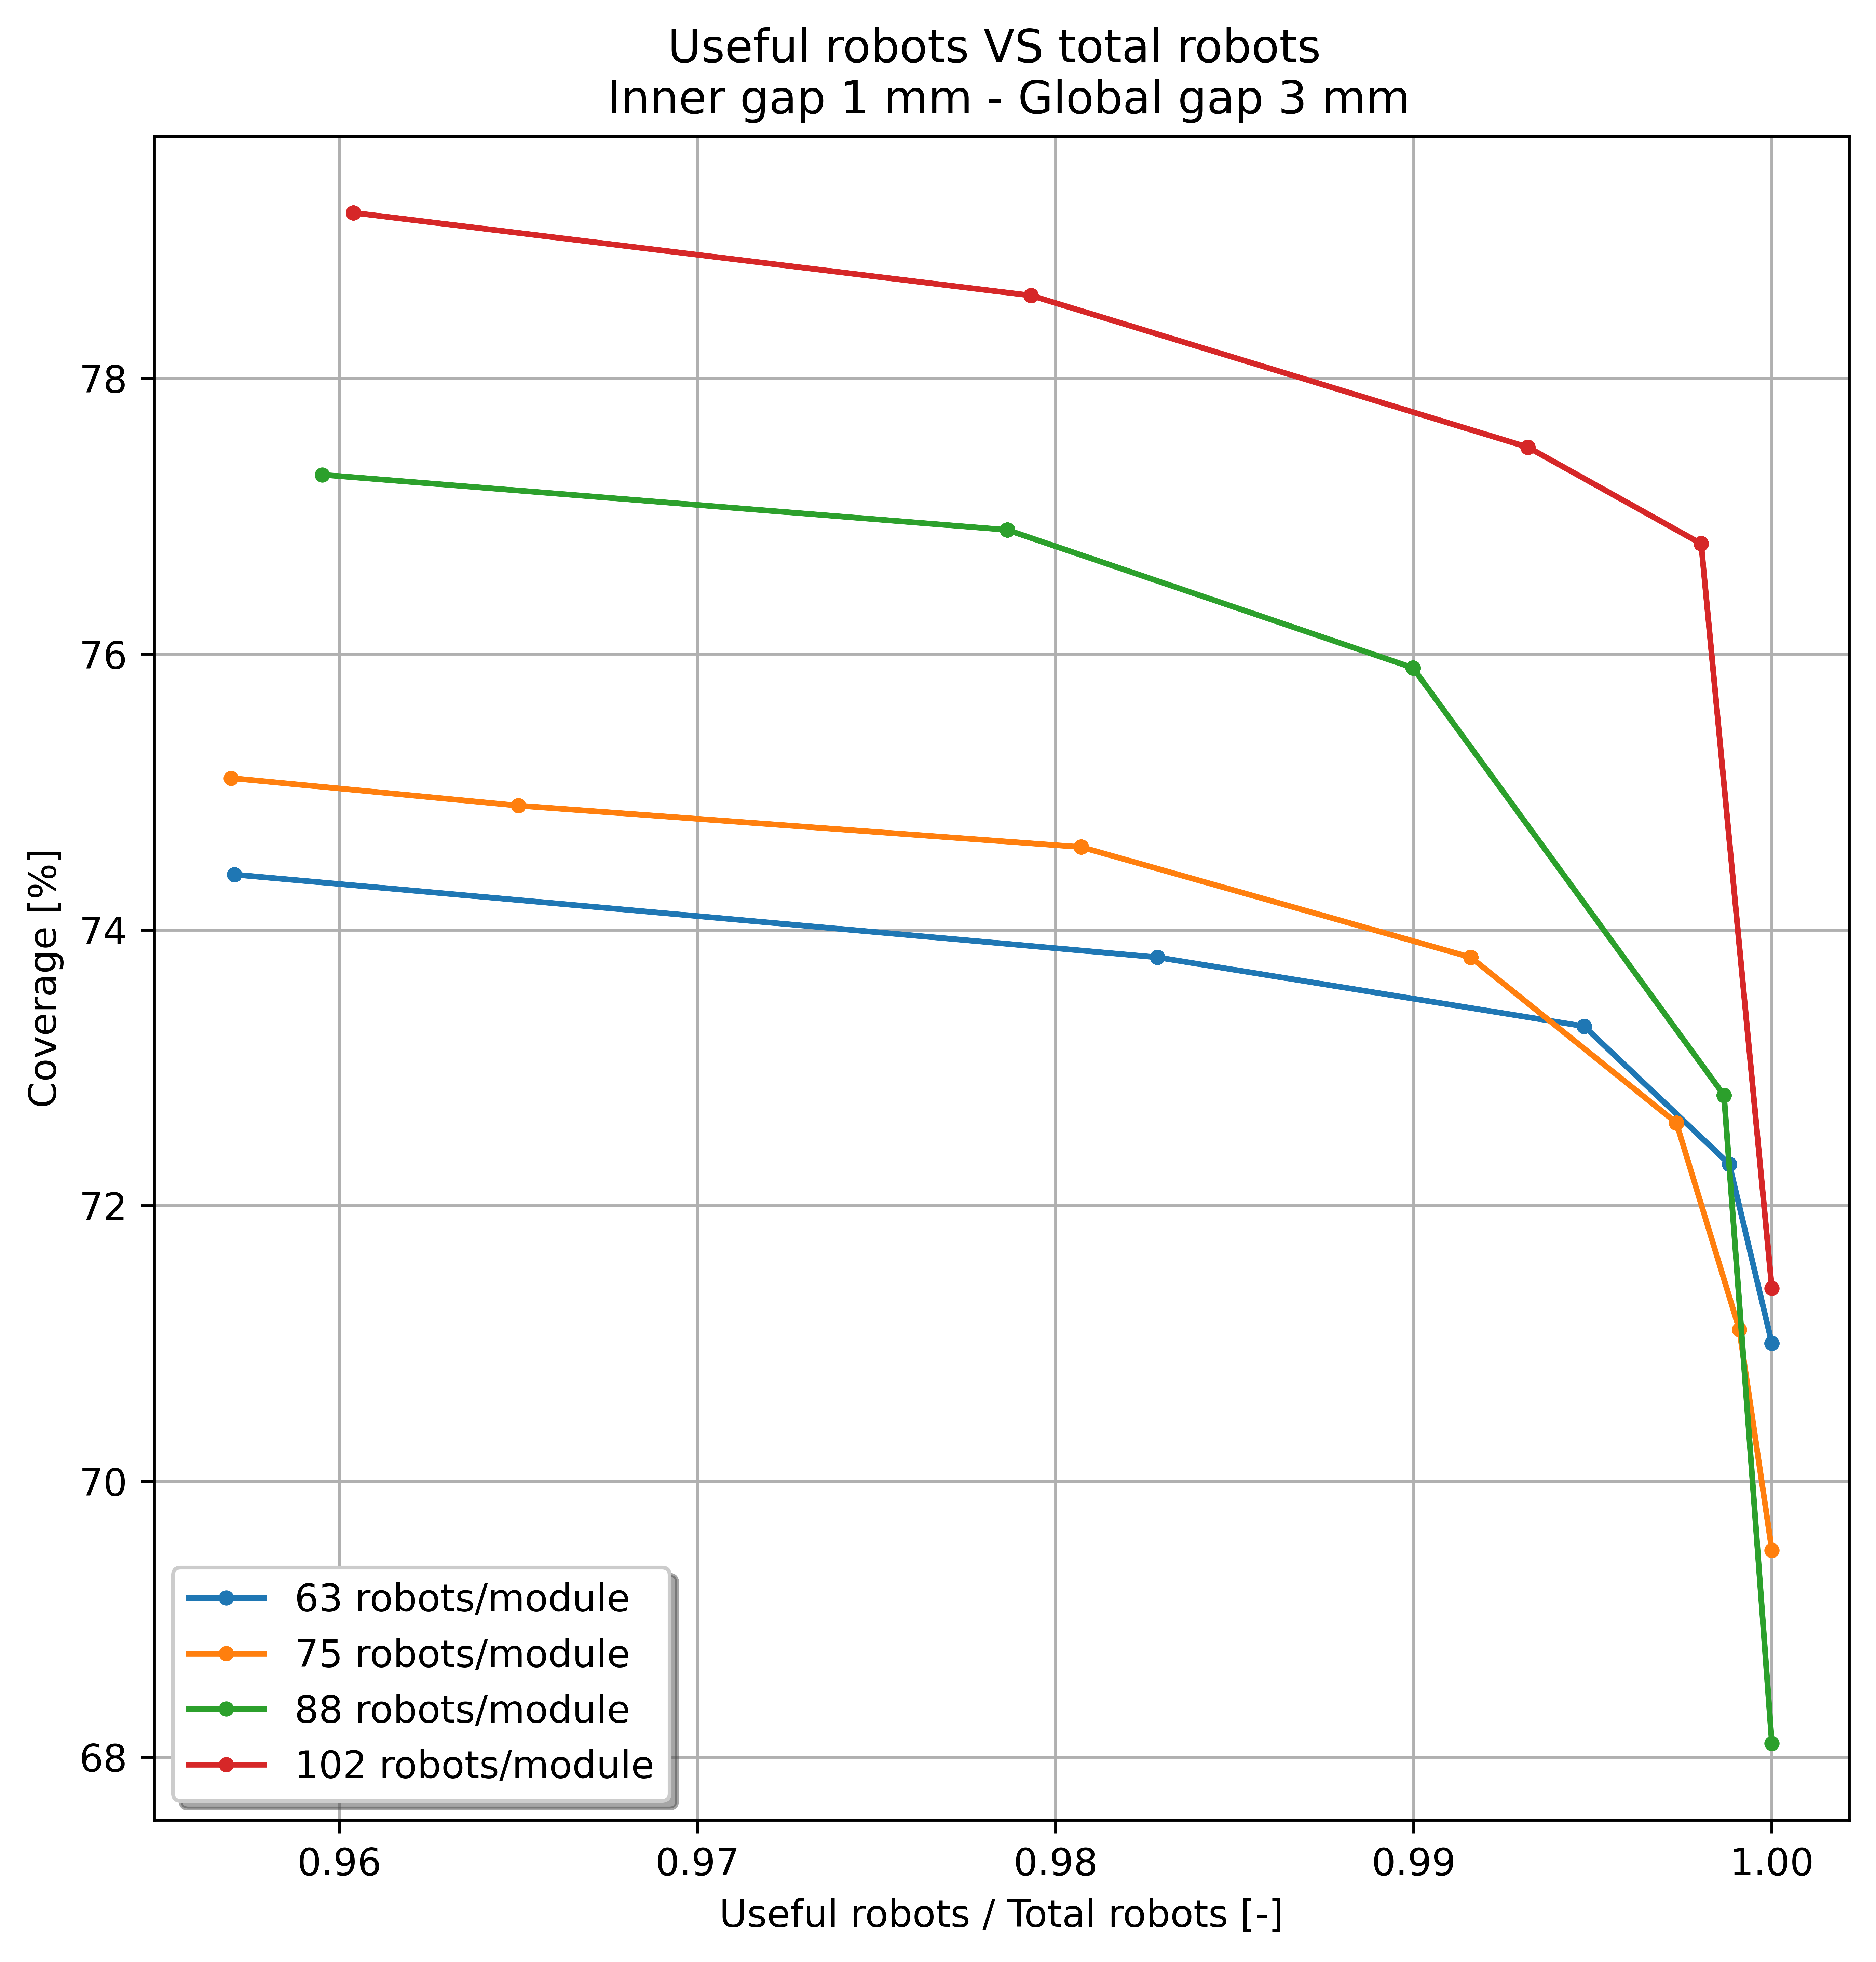 Useful robots VS total robots
Inner gap 1 mm - Global gap 3 mm
78
76
74
72
70
68
Coverage [%]
63 robots/module
75 robots/module
88 robots/module
102 robots/module
0.96 0.97 0.98 0.99 1.00
Useful robots / Total robots [-]